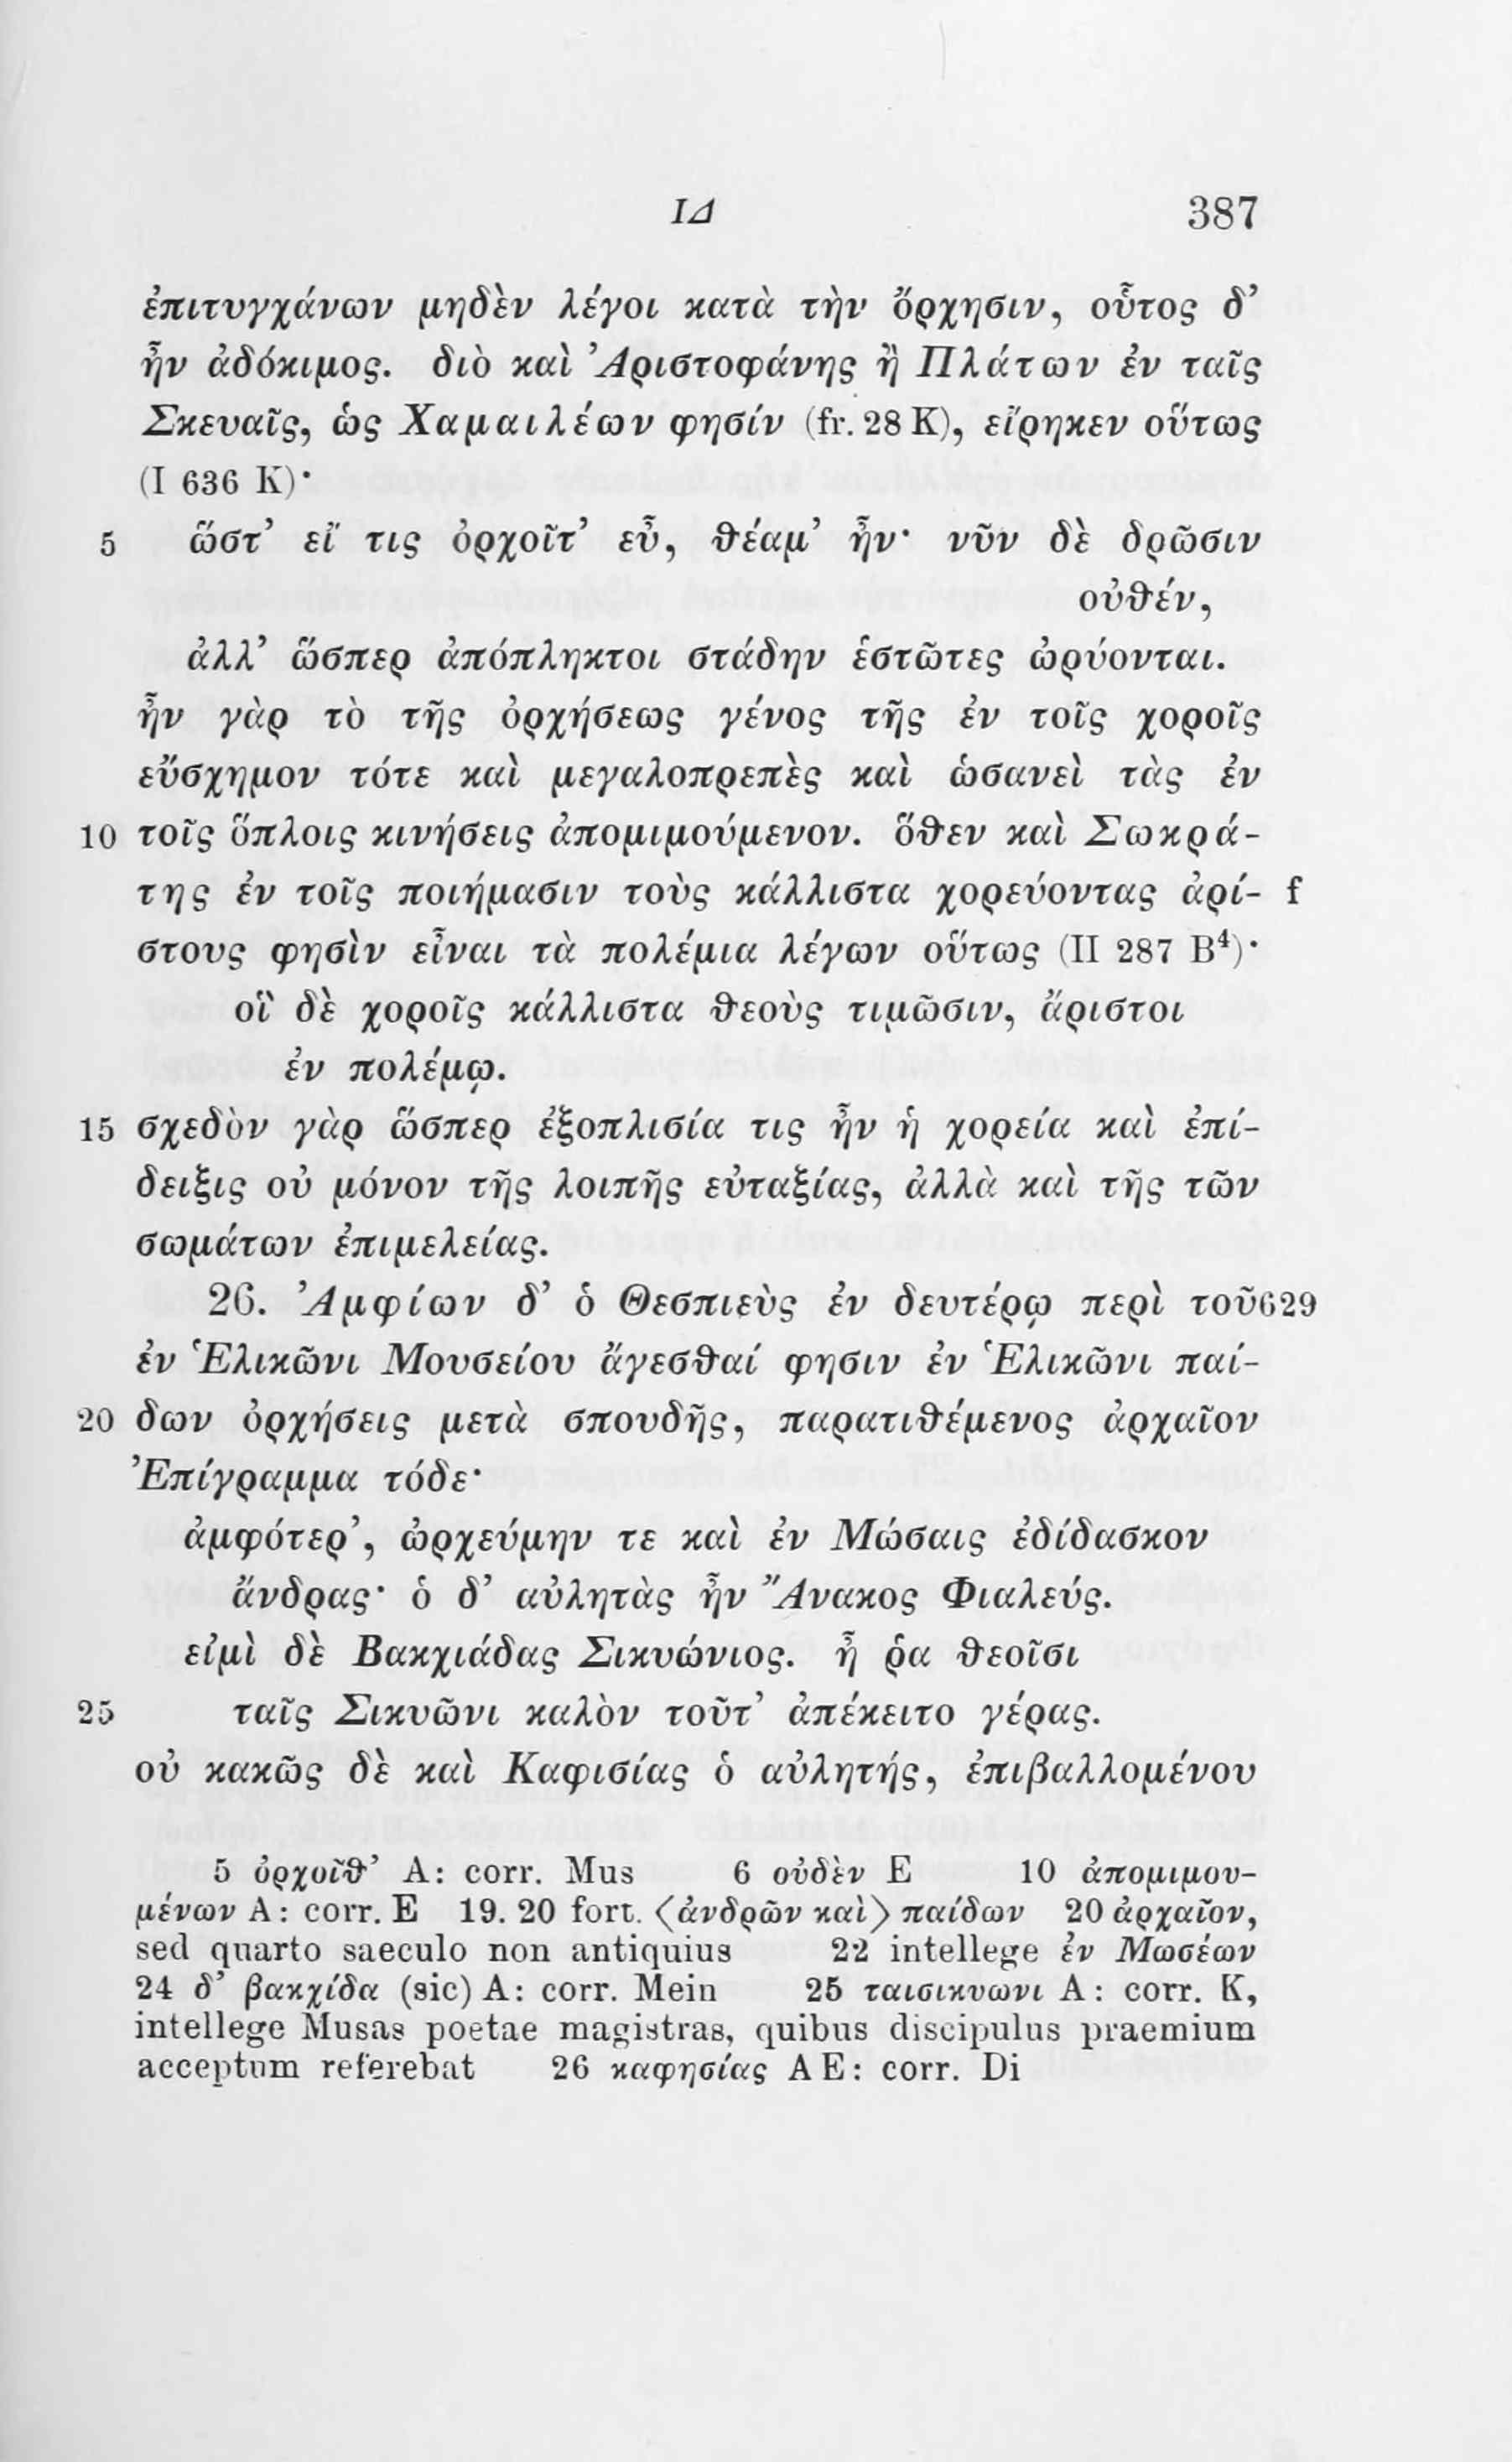 ΙΔ 387
ἐπιτυγχάνων μηδὲν λέγοι κατὰ τὴν ὄρχησιν, οὗτος δ’
ἦν ἀδόκιμος. διὸ καὶ Ἀριστοφάνης ἢ Πλάτων ἐν ταῖς
Σκευαῖς, ὡς Χαμαιλέων φησίν (fr. 28 K), εἴρηκεν οὕτως
(I 636 K)·
5 ὥστ’ εἴ τις ὀρχοῖτ’ εὖ, θέαμ’ ἦν· νῦν δὲ δρῶσιν
οὐθέν,
ἀλλ’ ὥσπερ ἀπόπληκτοι στάδην ἑστῶτες ὠρύονται.
ἦν γὰρ τὸ τῆς ὀρχήσεως γένος τῆς ἐν τοῖς χοροῖς
εὔσχημον τότε καὶ μεγαλοπρεπὲς καὶ ὡσανεὶ τὰς ἐν
10 τοῖς ὅπλοις κινήσεις ἀπομιμούμενον. ὅθεν καὶ Σωκρά-
της ἐν τοῖς ποιήμασιν τοὺς κάλλιστα χορεύοντας ἀρί- f
στους φησὶν εἶναι τὰ πολέμια λέγων οὕτως (II 287 B⁴)·
οἳ δὲ χοροῖς κάλλιστα θεοὺς τιμῶσιν, ἄριστοι
ἐν πολέμῳ.
15 σχεδὸν γὰρ ὥσπερ ἐξοπλισία τις ἦν ἡ χορεία καὶ ἐπί-
δειξις οὐ μόνον τῆς λοιπῆς εὐταξίας, ἀλλὰ καὶ τῆς τῶν
σωμάτων ἐπιμελείας.
26. Ἀμφίων δ’ ὁ Θεσπιεὺς ἐν δευτέρῳ περὶ τοῦ 629
ἐν Ἑλικῶνι Μουσείου ἄγεσθαί φησιν ἐν Ἑλικῶνι παί-
20 δων ὀρχήσεις μετὰ σπουδῆς, παρατιθέμενος ἀρχαῖον
Ἐπίγραμμα τόδε·
ἀμφότερ’, ὠρχεύμην τε καὶ ἐν Μώσαις ἐδίδασκον
ἄνδρας· ὁ δ’ αὐλητὰς ἦν Ἄνακος Φιαλεύς.
εἰμὶ δὲ Βακχιάδας Σικυώνιος. ἦ ῥα θεοῖσι
25 ταῖς Σικυῶνι καλὸν τοῦτ’ ἀπέκειτο γέρας.
οὐ κακῶς δὲ καὶ Καφισίας ὁ αὐλητής, ἐπιβαλλομένου
5 ὀρχοῖθ’ A: corr. Mus 6 οὐδὲν E 10 ἀπομιμου-
μένων A: corr. E 19. 20 fort. ⟨ἀνδρῶν καὶ⟩ παίδων 20 ἀρχαῖον,
sed quarto saeculo non antiquius 22 intellege ἐν Μωσέων
24 δ’ βακχίδα (sic) A: corr. Mein 25 ταισικυωνι A: corr. K,
intellege Musas poetae magistras, quibus discipulus praemium
acceptum referebat 26 καφησίας A E: corr. Di